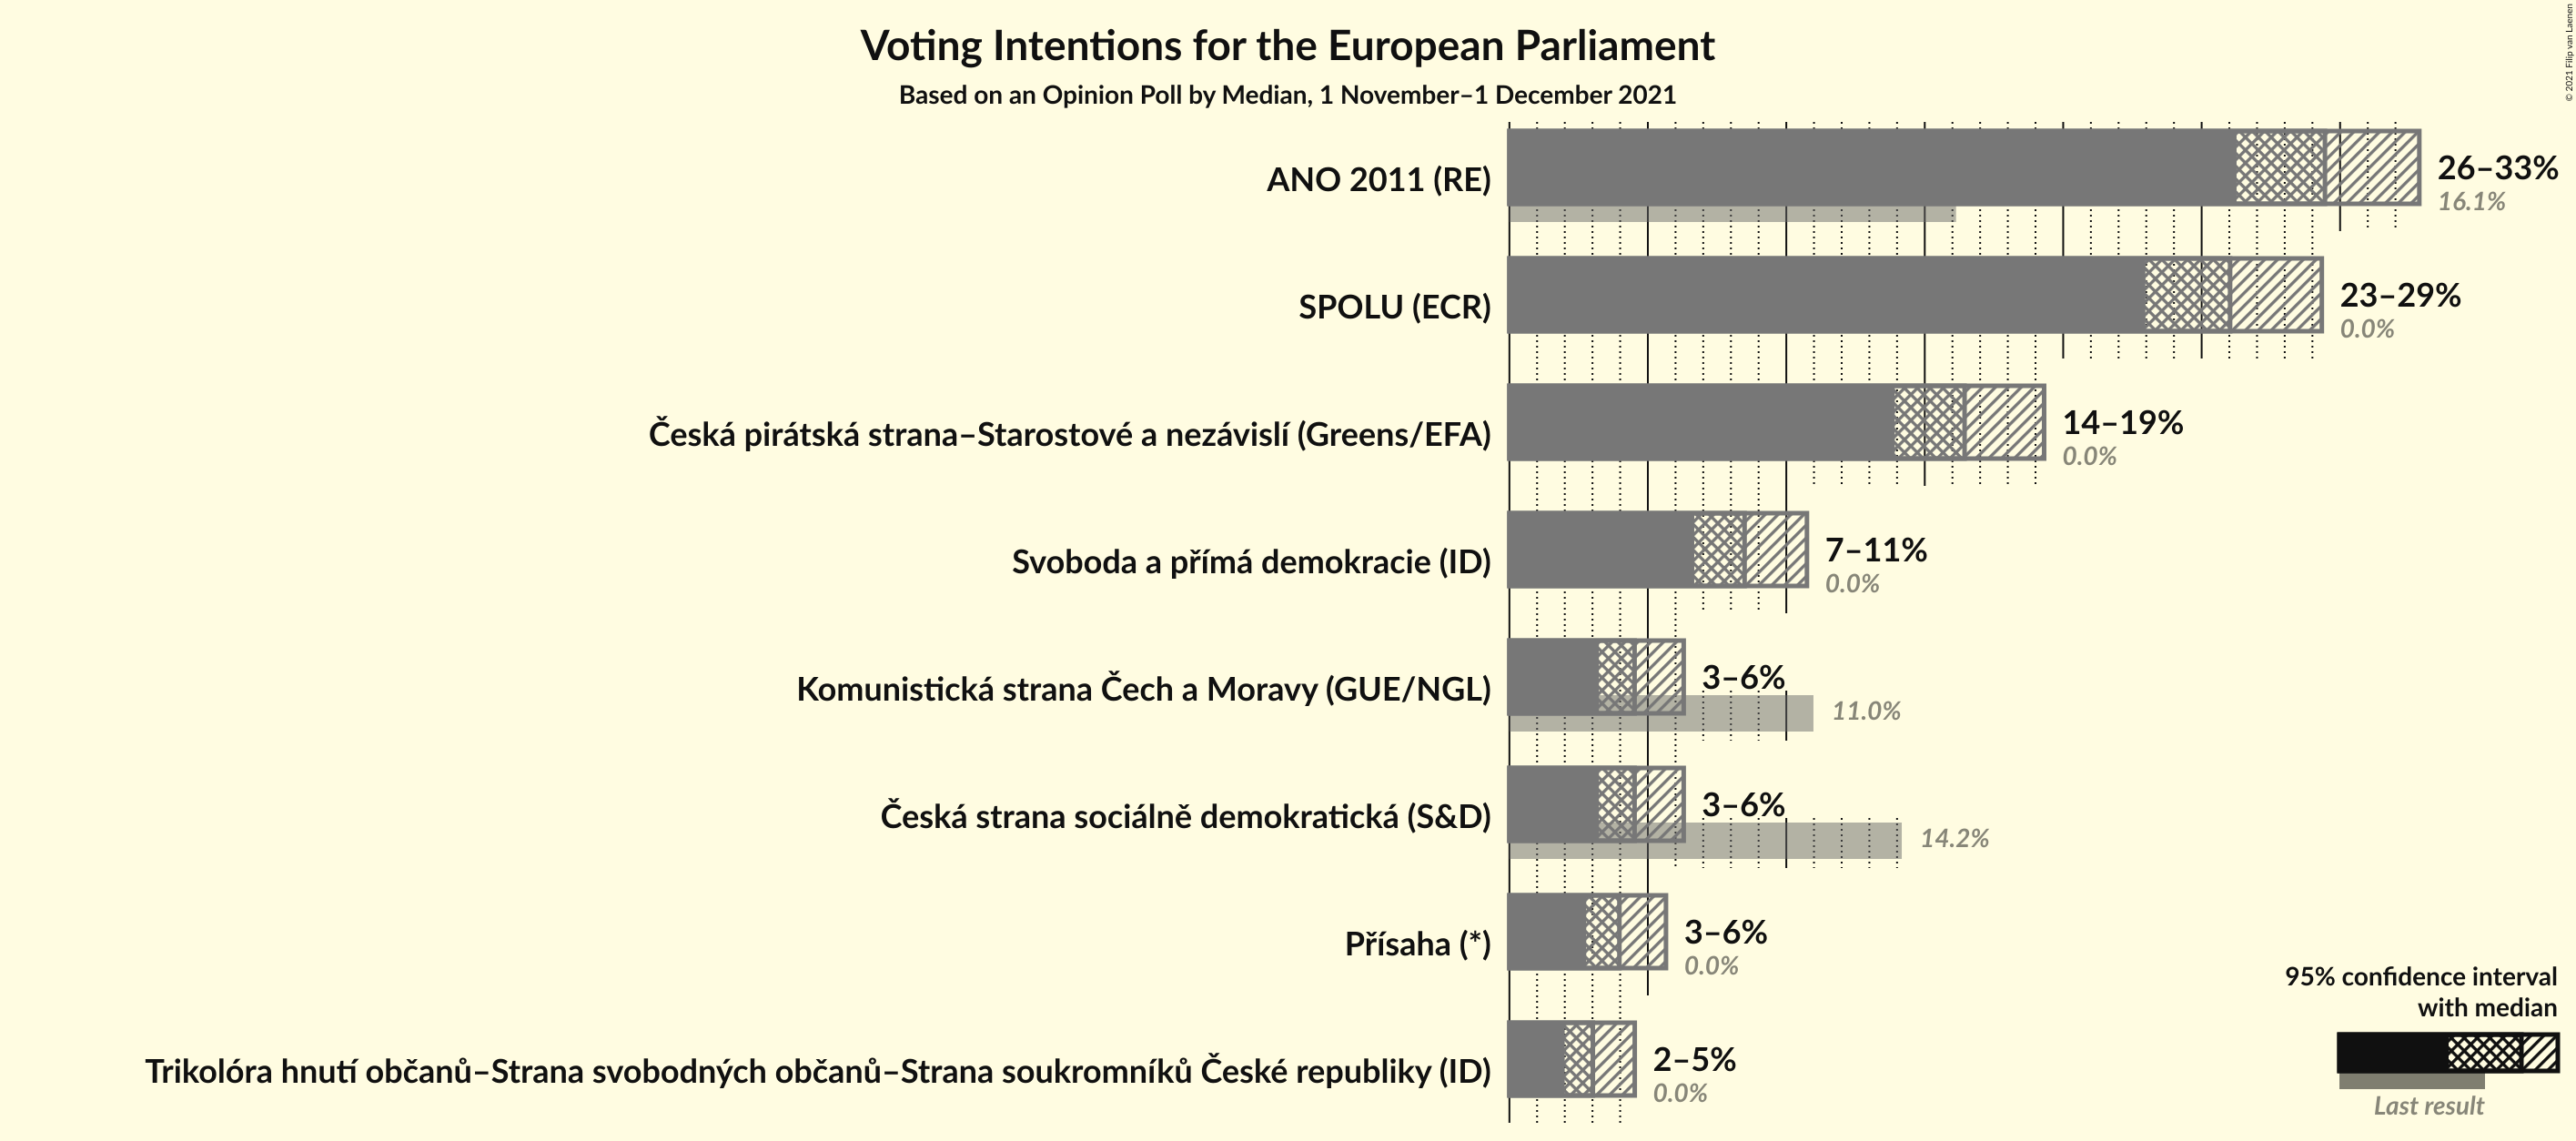 Voting Intentions for the European Parliament
Based on an Opinion Poll by Median, 1 November–1 December 2021
© 2021 Filip van Laenen
ANO 2011 (RE)
26–33%
16.1%
SPOLU (ECR)
23–29%
0.0%
Česká pirátská strana–Starostové a nezávislí (Greens/EFA)
14–19%
0.0%
Svoboda a přímá demokracie (ID)
7–11%
0.0%
Komunistická strana Čech a Moravy (GUE/NGL)
3–6%
11.0%
Česká strana sociálně demokratická (S&D)
3–6%
14.2%
Přísaha (*)
3–6%
0.0%
Trikolóra hnutí občanů–Strana svobodných občanů–Strana soukromníků České republiky (ID)
2–5%
0.0%
95% confidence interval
with median
Last result